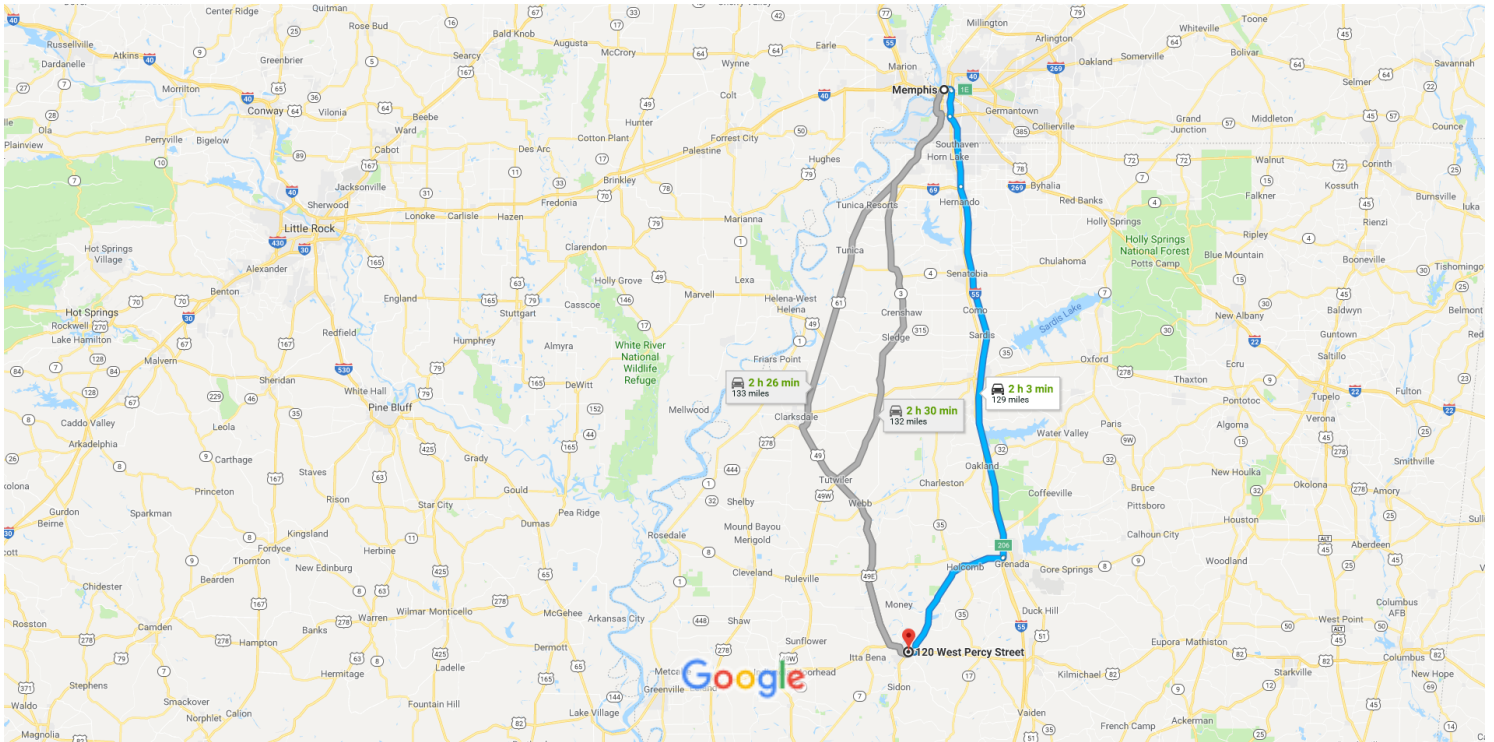 Center Ridge
Quitman
Rose Bud
Bald Knob
Millington
Whiteville
Toone
Russellville
Atkins
Greenbrier
Searcy
Augusta
McCrory
Earle
Arlington
Somerville
Bolivar
Dardanelle
Wynne
Marion
Oakland
Selmer
Savannah
Morrilton
Conway
Vilonia
Beebe
Colt
Memphis
1E
Germantown
Collierville
Grand
Junction
Middleton
Counce
Ola
Perryville
Bigelow
Ward
Cabot
Hunter
Cotton Plant
Forrest City
Plainview
Des Arc
Palestine
Hughes
Southaven
Horn Lake
Walnut
Corinth
Jacksonville
Brinkley
Byhalia
Falkner
Kossuth
Burnsville
Sherwood
Lonoke
Carlisle
Hazen
Fredonia
Marianna
Tunica Resorts
Hernando
Red Banks
Holly Springs
Rienzi
Iuka
Little Rock
Hot Springs
Village
Clarendon
Tunica
Holly Springs
National Forest
Potts Camp
Ripley
Blue Mountain
Booneville
Tishomingo
Alexander
Benton
England
Casscoe
Holly Grove
Lexa
Marvell
Helena-West
Helena
Senatobia
Chulahoma
Hot Springs
Rockwell
Lake Hamilton
Redfield
Stuttgart
Crenshaw
Como
Sardis Lake
New Albany
Baldwyn
Belmont
Malvern
Humphrey
Almyra
White River
National
Wildlife
Refuge
Friars Point
Sledge
Sardis
Oxford
Guntown
Saltillo
Sheridan
White Hall
DeWitt
2 h 26 min
133 miles
2 h 3 min
129 miles
Thaxton
Ecru
Pontotoc
Tupelo
Fulton
Pine Bluff
Mellwood
Clarksdale
2 h 30 min
132 miles
Water Valley
Paris
Algoma
Verona
Caddo Valley
Leola
Arkadelphia
Carthage
Grady
Oakland
New Houlka
Smithville
Staves
Rison
Gould
Tutwiler
Charleston
Coffeeville
Bruce
Okolona
Amory
Princeton
Star City
Shelby
Webb
Pittsboro
Houston
Gurdon
Sparkman
Pea Ridge
Dumas
Mound Bayou
Merigold
Beirne
Kingsland
Rosedale
206
Calhoun City
Aberdeen
Fordyce
Thornton
Herbine
New Edinburg
Cleveland
Ruleville
Holcomb
Grenada
Gore Springs
Woodland
Chidester
Bearden
Wilmar
Monticello
McGehee
Arkansas City
Money
Duck Hill
Columbus
AFB
Rosston
Camden
Hampton
Banks
Warren
Shaw
Sunflower
West Point
Dermott
Itta Bena
120 West Percy Street
Eupora
Mathiston
Columbus
Stephens
Hermitage
Ladelle
Google
Greenville
Sidon
Kilmichael
Starkville
New Hope
Waldo
Smackover
Norphlet
Calion
Fountain Hill
Lake Village
Vaiden
French Camp
Ackerman
Magnolia